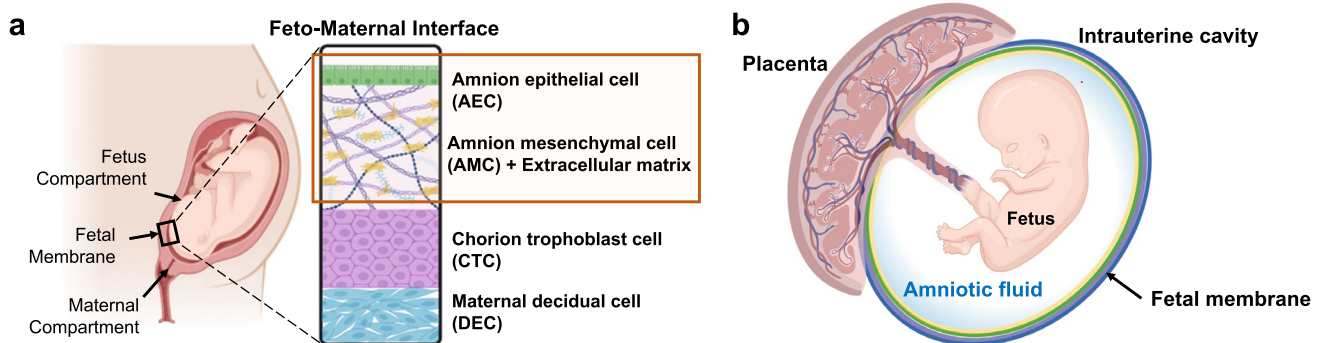 a
Feto-Maternal Interface
Fetus
Compartment
Fetal
Membrane
Maternal
Compartment
Amnion epithelial cell
(AEC)
Amnion mesenchymal cell
(AMC) + Extracellular matrix
Chorion trophoblast cell
(CTC)
Maternal decidual cell
(DEC)
b
Placenta
Intrauterine cavity
Fetus
Amniotic fluid
Fetal membrane